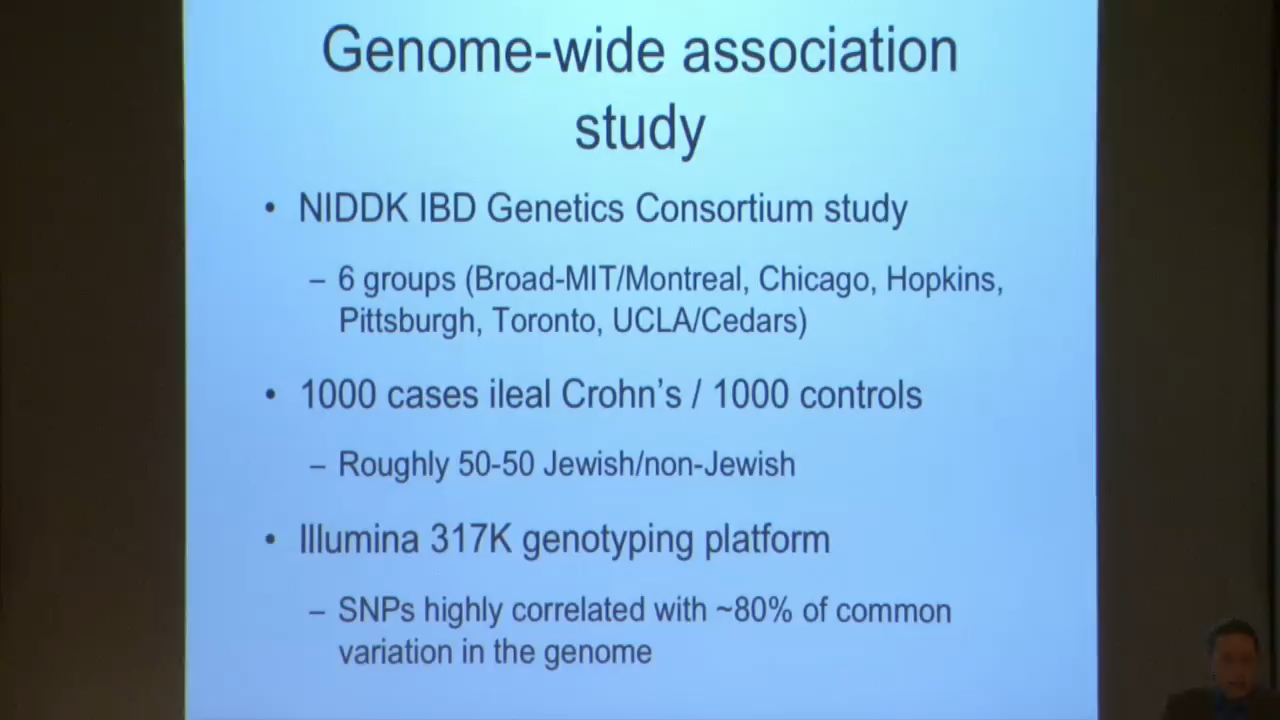 Genome-wide association
study
• NIDDK IBD Genetics Consortium study
– 6 groups (Broad-MIT/Montreal, Chicago, Hopkins,
Pittsburgh, Toronto, UCLA/Cedars)
• 1000 cases ileal Crohn's / 1000 controls
– Roughly 50-50 Jewish/non-Jewish
• Illumina 317K genotyping platform
– SNPs highly correlated with ~80% of common
variation in the genome